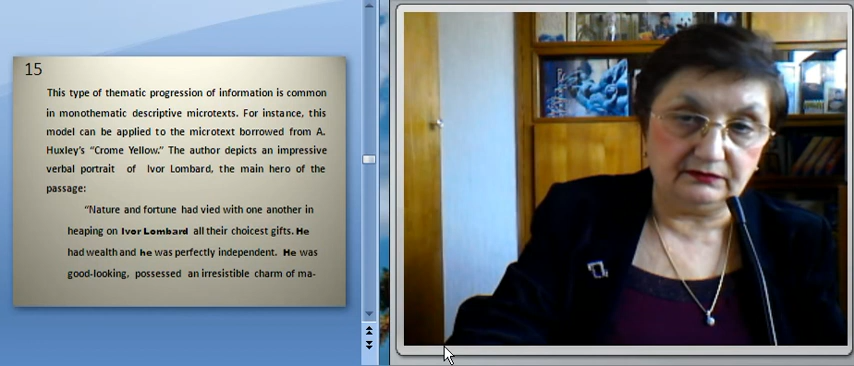 15
This type of thematic progression of information is common
in monothematic descriptive microtexts. For instance, this
model can be applied to the microtext borrowed from A.
Huxley's “Crome Yellow.” The author depicts an impressive
verbal portrait of Ivor Lombard, the main hero of the
passage:
“Nature and fortune had vied with one another in
heaping on Ivor Lombard all their choicest gifts. He
had wealth and he was perfectly independent. He was
good-looking, possessed an irresistible charm of ma-